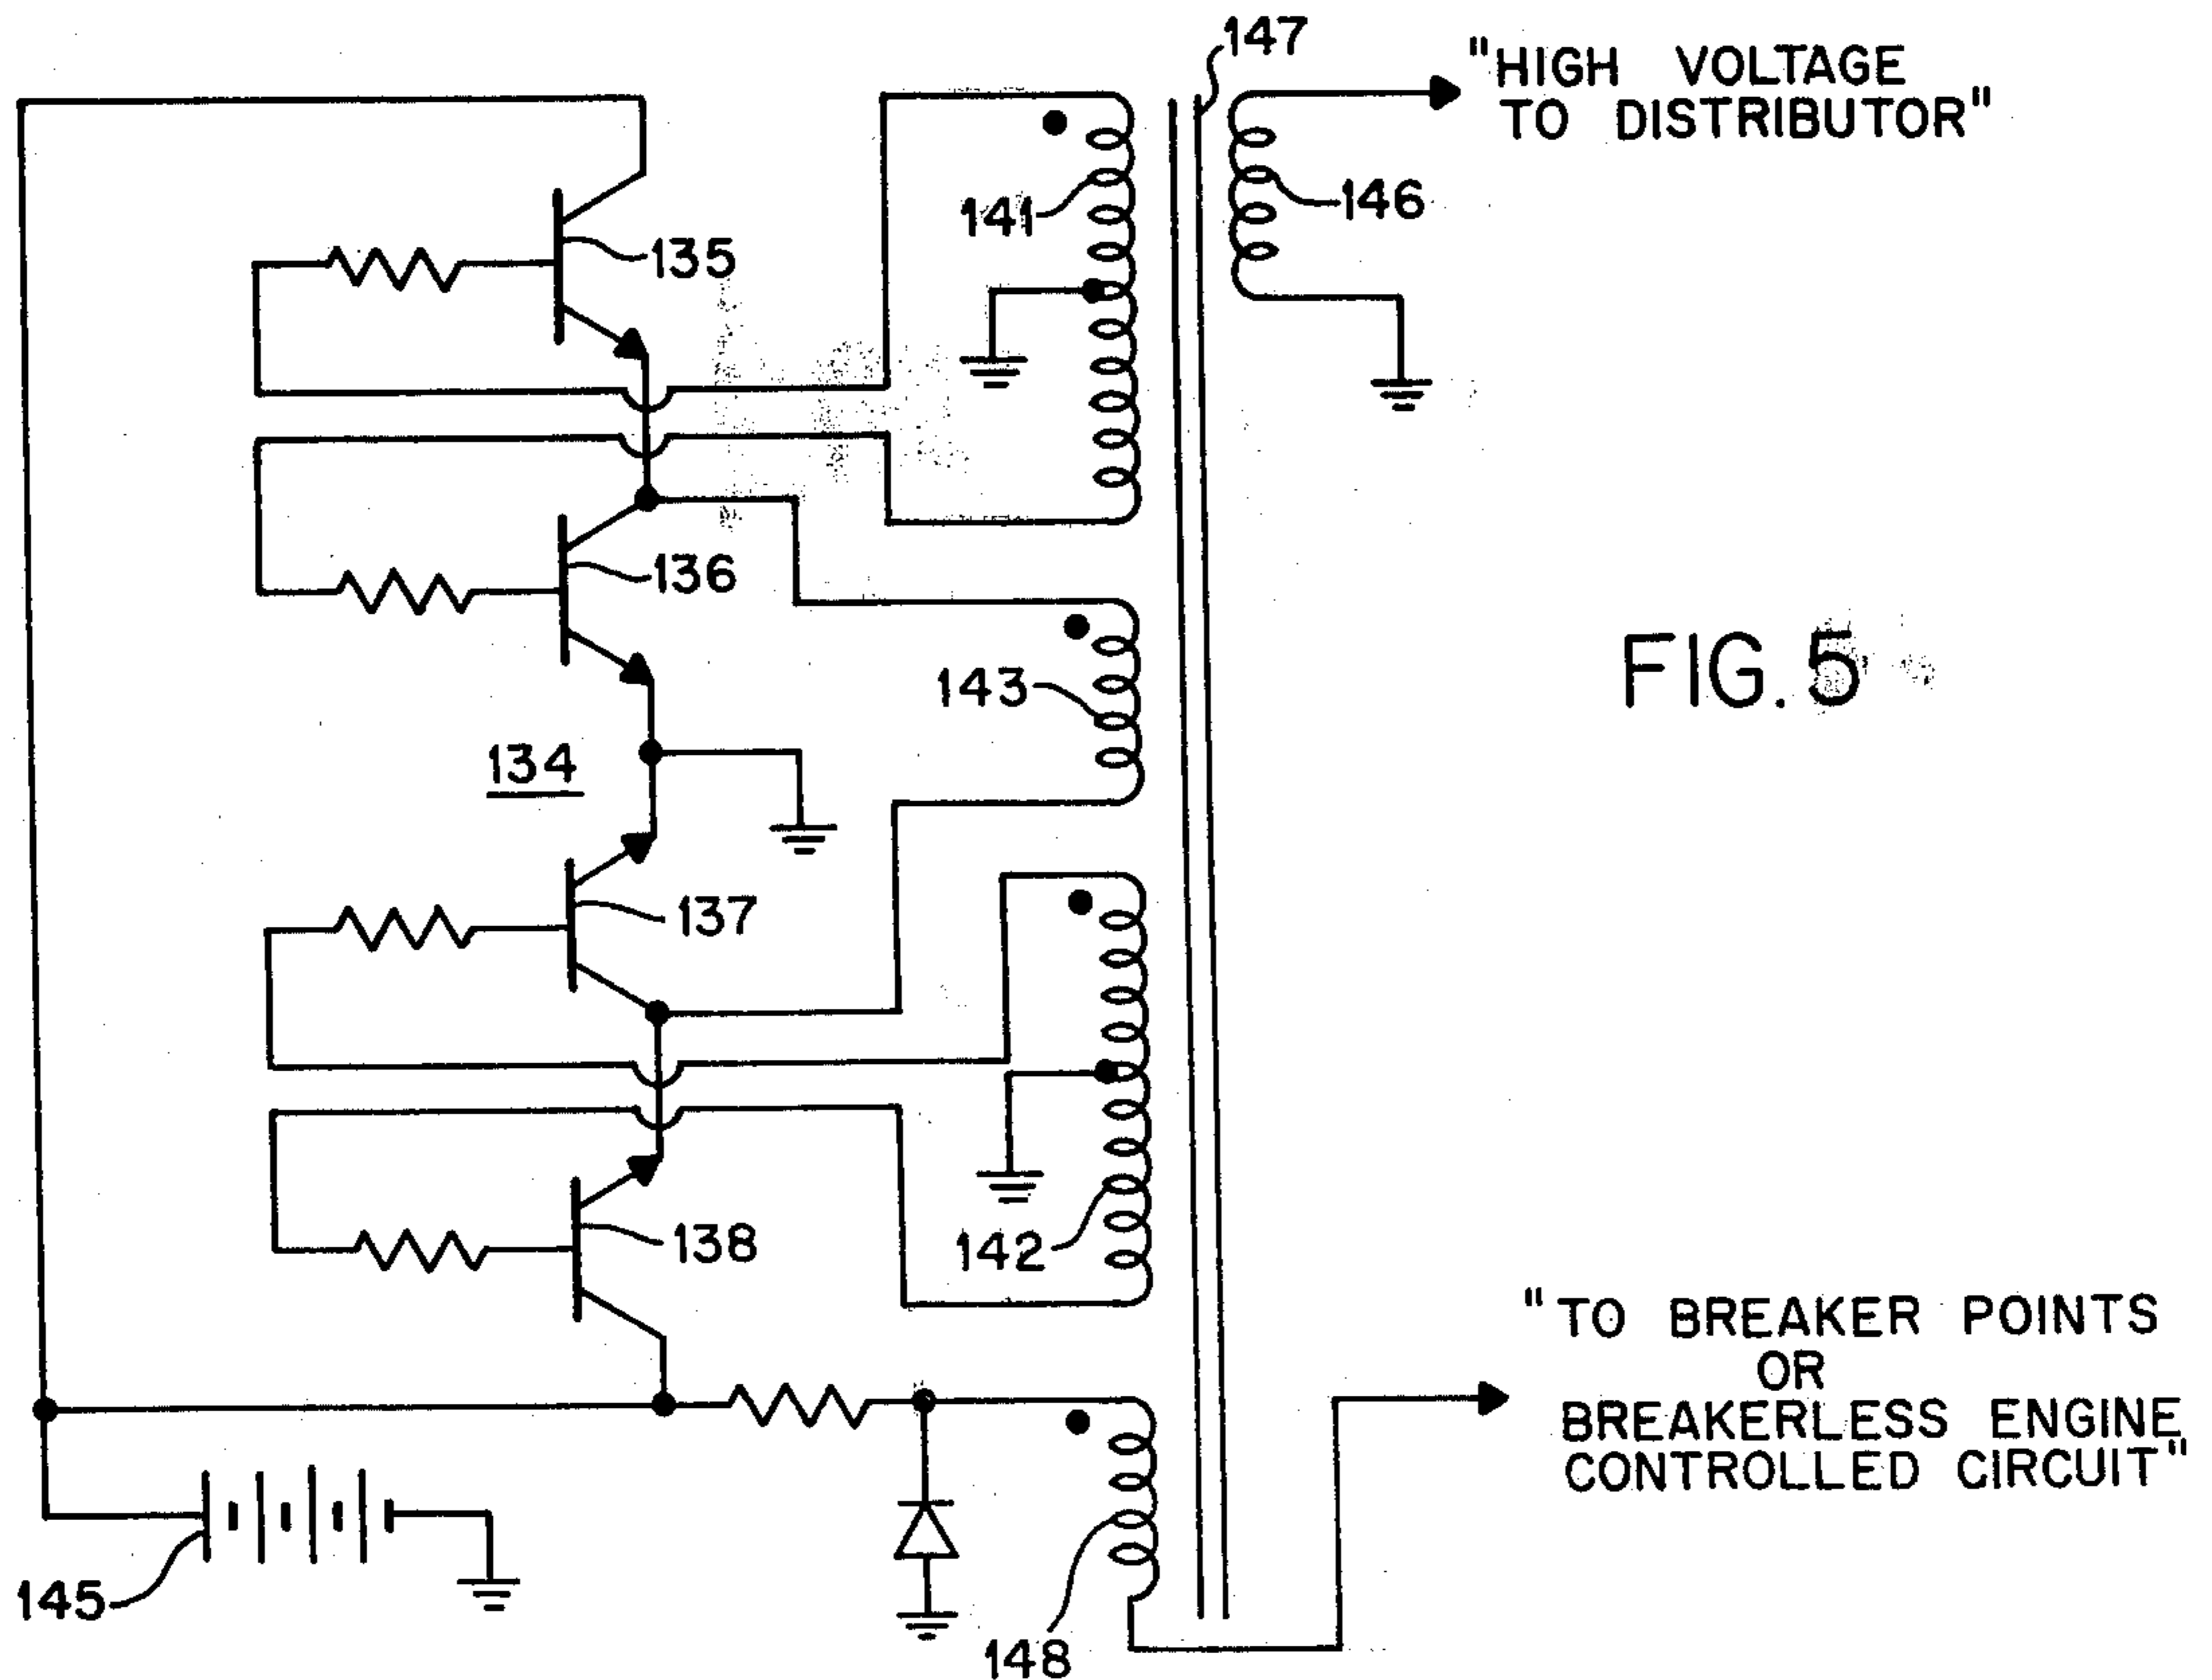 147
"HIGH VOLTAGE
TO DISTRIBUTOR"
141
146
135
136
143
FIG. 5
134
137
138
142
"TO BREAKER POINTS
OR
BREAKERLESS ENGINE
CONTROLLED CIRCUIT"
145
148